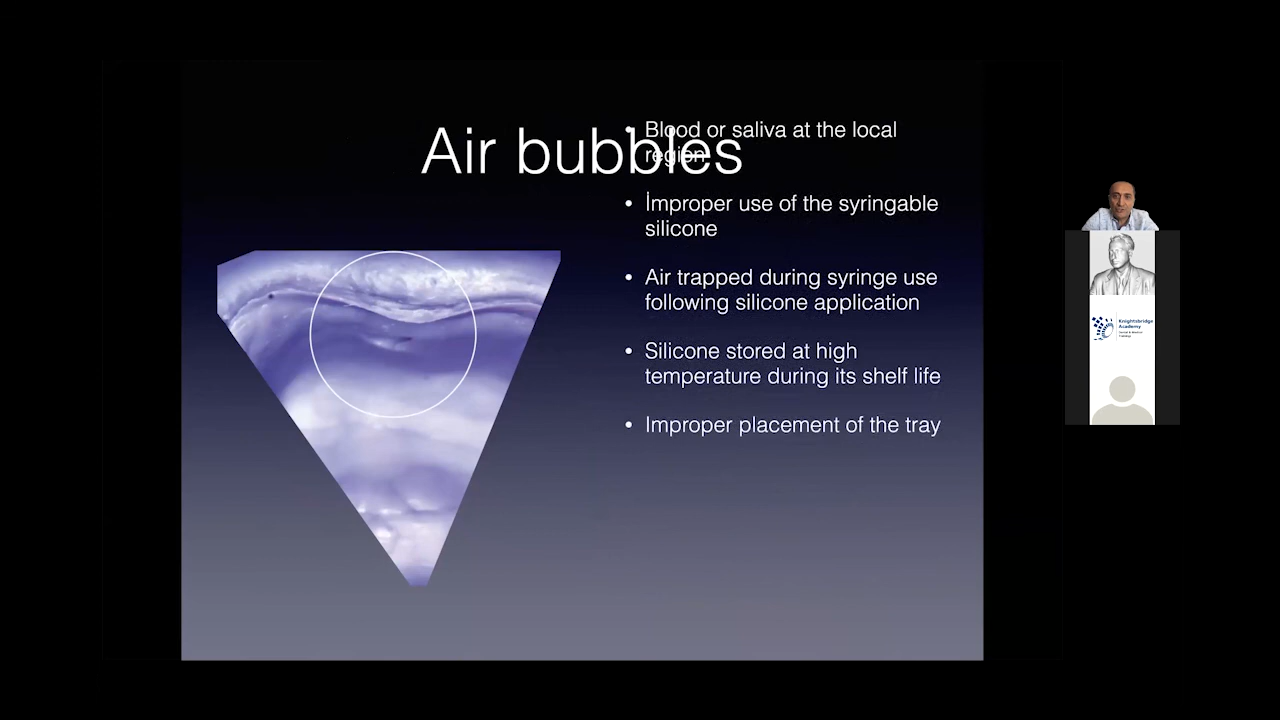 Air bubbles
• Blood or saliva at the local
region
• İmproper use of the syringable
silicone
• Air trapped during syringe use
following silicone application
• Silicone stored at high
temperature during its shelf life
• Improper placement of the tray
Knightsbridge
Academy